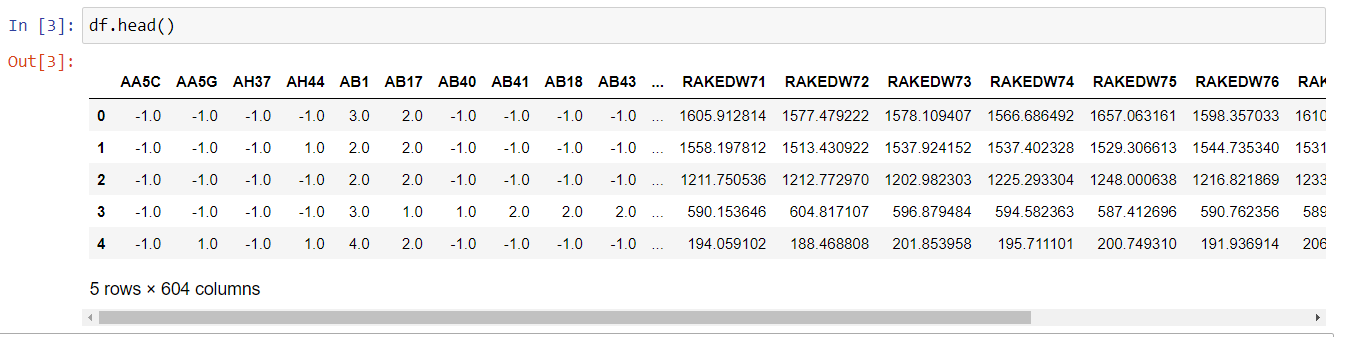 In [3]: df.head()
Out[3]:
AA5C AA5G AH37 AH44 AB1 AB17 AB40 AB41 AB18 AB43 ... RAKEDW71 RAKEDW72 RAKEDW73 RAKEDW74 RAKEDW75 RAKEDW76 RAK
0 -1.0 -1.0 -1.0 -1.0 3.0 2.0 -1.0 -1.0 -1.0 -1.0 ... 1605.912814 1577.479222 1578.109407 1566.686492 1657.063161 1598.357033 1610
1 -1.0 -1.0 -1.0 1.0 2.0 2.0 -1.0 -1.0 -1.0 -1.0 ... 1558.197812 1513.430922 1537.924152 1537.402328 1529.306613 1544.735340 1531
2 -1.0 -1.0 -1.0 -1.0 2.0 2.0 -1.0 -1.0 -1.0 -1.0 ... 1211.750536 1212.772970 1202.982303 1225.293304 1248.000638 1216.821869 1233
3 -1.0 -1.0 -1.0 -1.0 3.0 1.0 1.0 2.0 2.0 2.0 ... 590.153646 604.817107 596.879484 594.582363 587.412696 590.762356 589
4 -1.0 1.0 -1.0 1.0 4.0 2.0 -1.0 -1.0 -1.0 -1.0 ... 194.059102 188.468808 201.853958 195.711101 200.749310 191.936914 206
5 rows × 604 columns